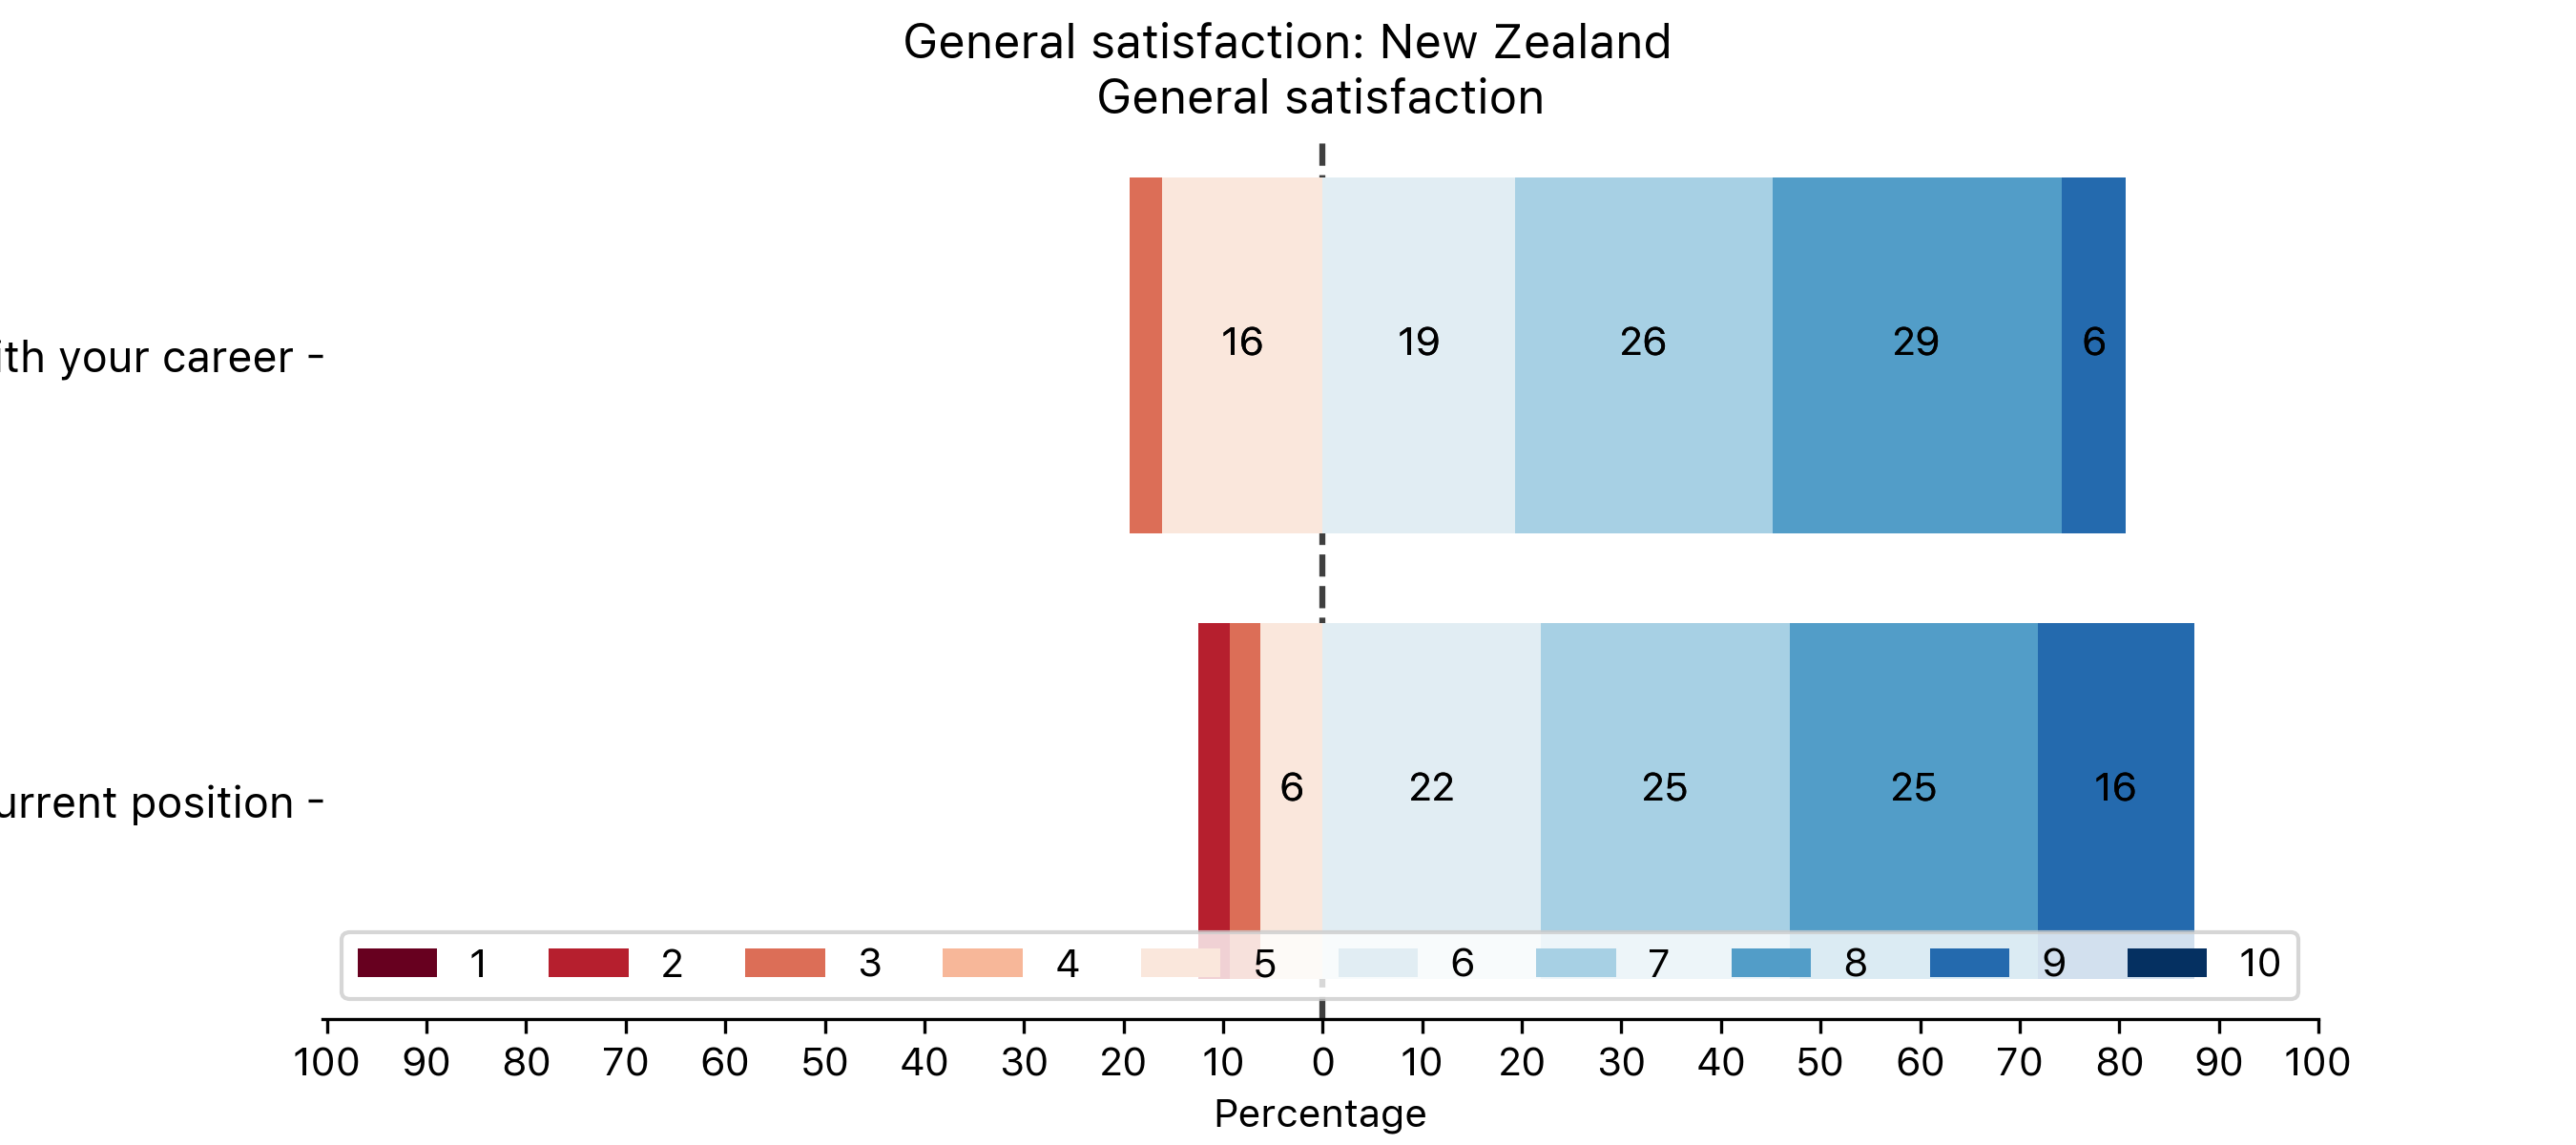 General satisfaction: New Zealand
General satisfaction
16 19 26 29 6
your career -
6 22 25 25 16
position -
1 2 3 4 5 6 7 8 9 10
100 90 80 70 60 50 40 30 20 10 0 10 20 30 40 50 60 70 80 90 100
Percentage